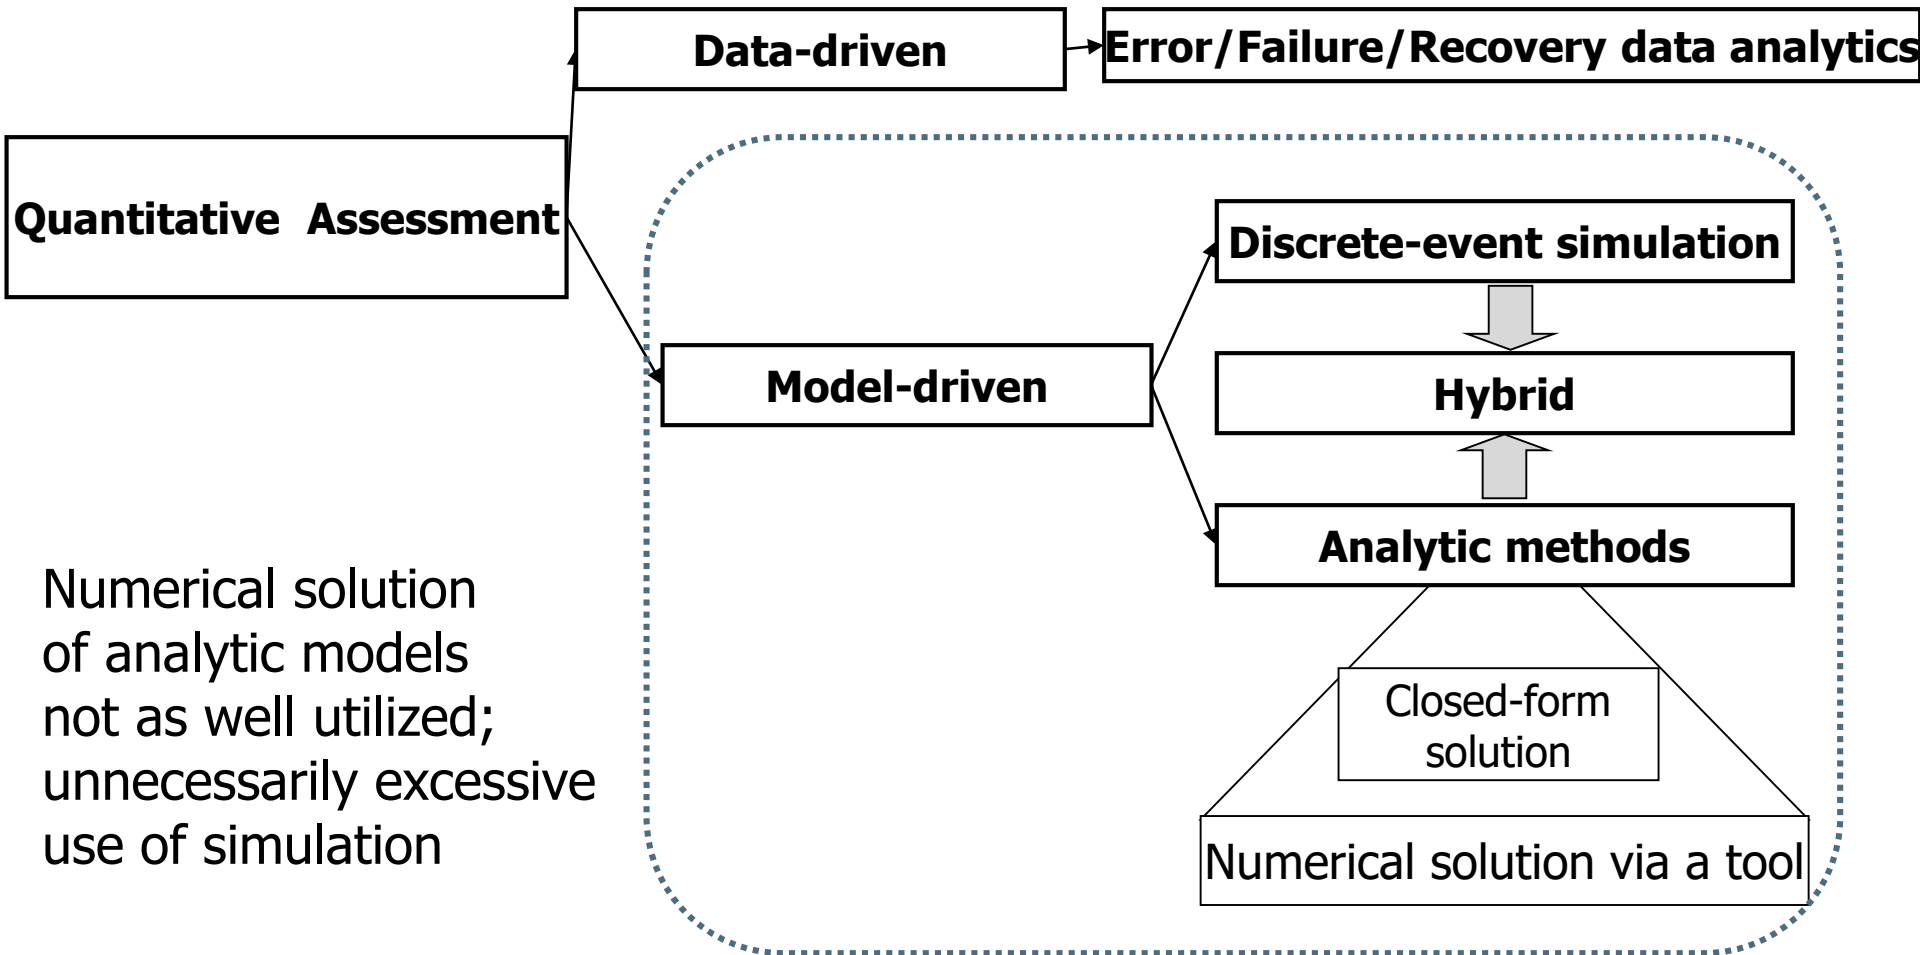 Data-driven
Error/Failure/Recovery data analytics
Quantitative Assessment
Discrete-event simulation
Model-driven
Hybrid
Analytic methods
Numerical solution
of analytic models
not as well utilized;
unnecessarily excessive
use of simulation
Closed-form
solution
Numerical solution via a tool